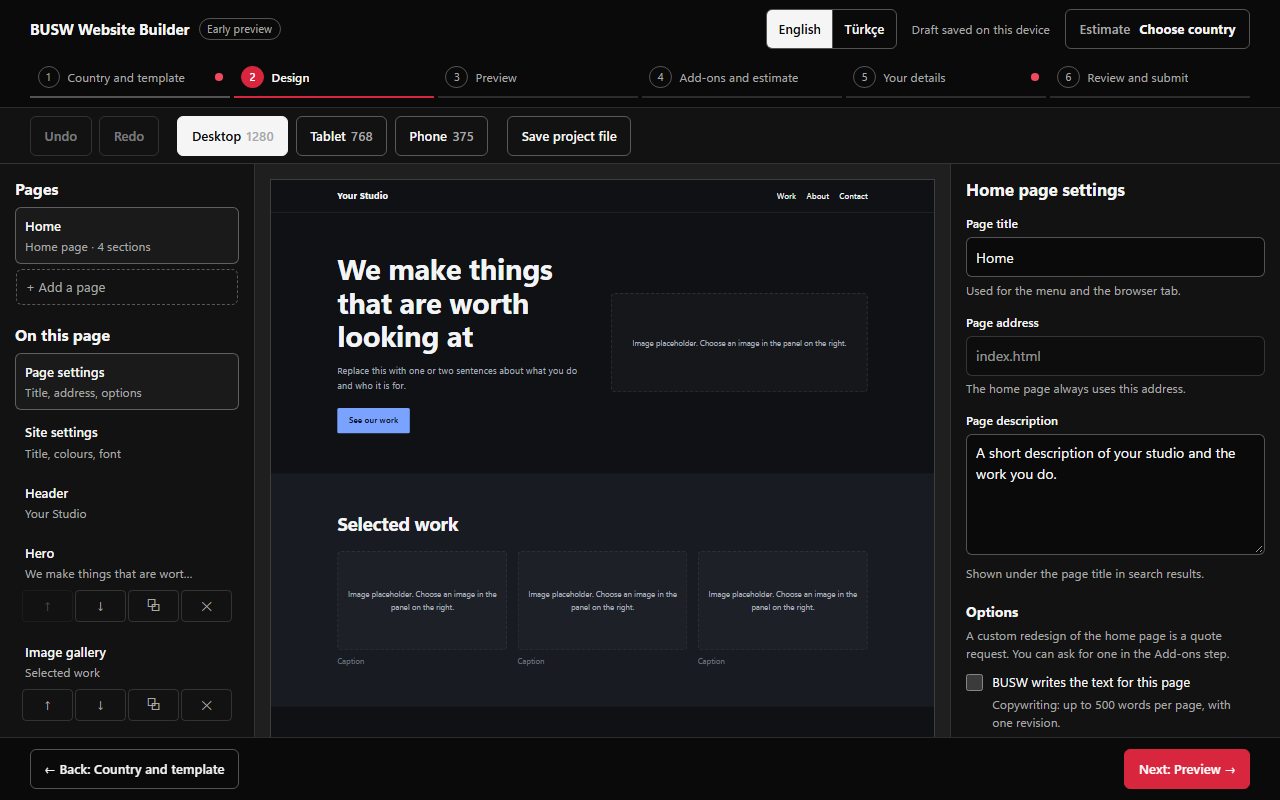 BUSW Website Builder
Early preview
English
Türkçe
Draft saved on this device
Estimate Choose country
1 Country and template
2 Design
3 Preview
4 Add-ons and estimate
5 Your details
6 Review and submit
Undo
Redo
Desktop 1280
Tablet 768
Phone 375
Save project file
Pages
Home
Home page · 4 sections
+ Add a page
On this page
Page settings
Title, address, options
Site settings
Title, colours, font
Header
Your Studio
Hero
We make things that are wort...
↑ ↓ ×
Image gallery
Selected work
↑ ↓ ×
Your Studio
Work About Contact
We make things
that are worth
looking at
Replace this with one or two sentences about what you do
and who it is for.
See our work
Image placeholder. Choose an image in the panel on the right.
Selected work
Image placeholder. Choose an image in the
panel on the right.
Caption
Image placeholder. Choose an image in the
panel on the right.
Caption
Image placeholder. Choose an image in the
panel on the right.
Caption
Home page settings
Page title
Home
Used for the menu and the browser tab.
Page address
index.html
The home page always uses this address.
Page description
A short description of your studio and the
work you do.
Shown under the page title in search results.
Options
A custom redesign of the home page is a quote
request. You can ask for one in the Add-ons step.
BUSW writes the text for this page
Copywriting: up to 500 words per page, with
one revision.
← Back: Country and template
Next: Preview →